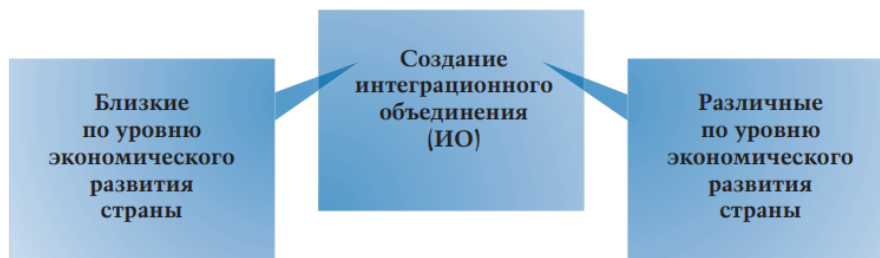 Близкие
по уровню
экономического
развития
страны
Создание
интеграционного
объединения
(ИО)
Различные
по уровню
экономического
развития
страны